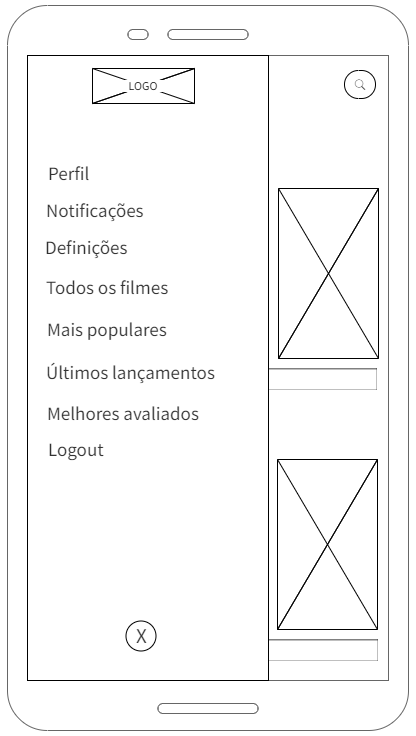 LOGO
Perfil
Notificações
Definições
Todos os filmes
Mais populares
Últimos lançamentos
Melhores avaliados
Logout
X